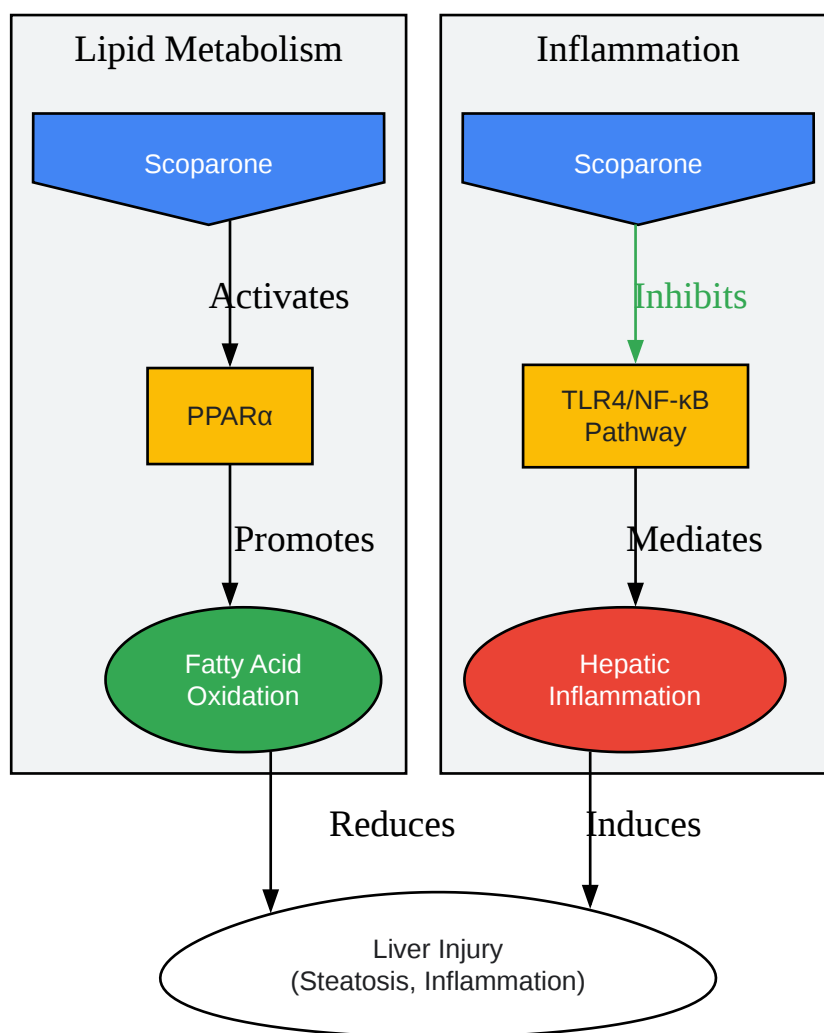 Lipid Metabolism
Scoparone
Activates
PPARα
Promotes
Fatty Acid
Oxidation
Reduces
Inflammation
Scoparone
Inhibits
TLR4/NF-κB
Pathway
Mediates
Hepatic
Inflammation
Induces
Liver Injury
(Steatosis, Inflammation)